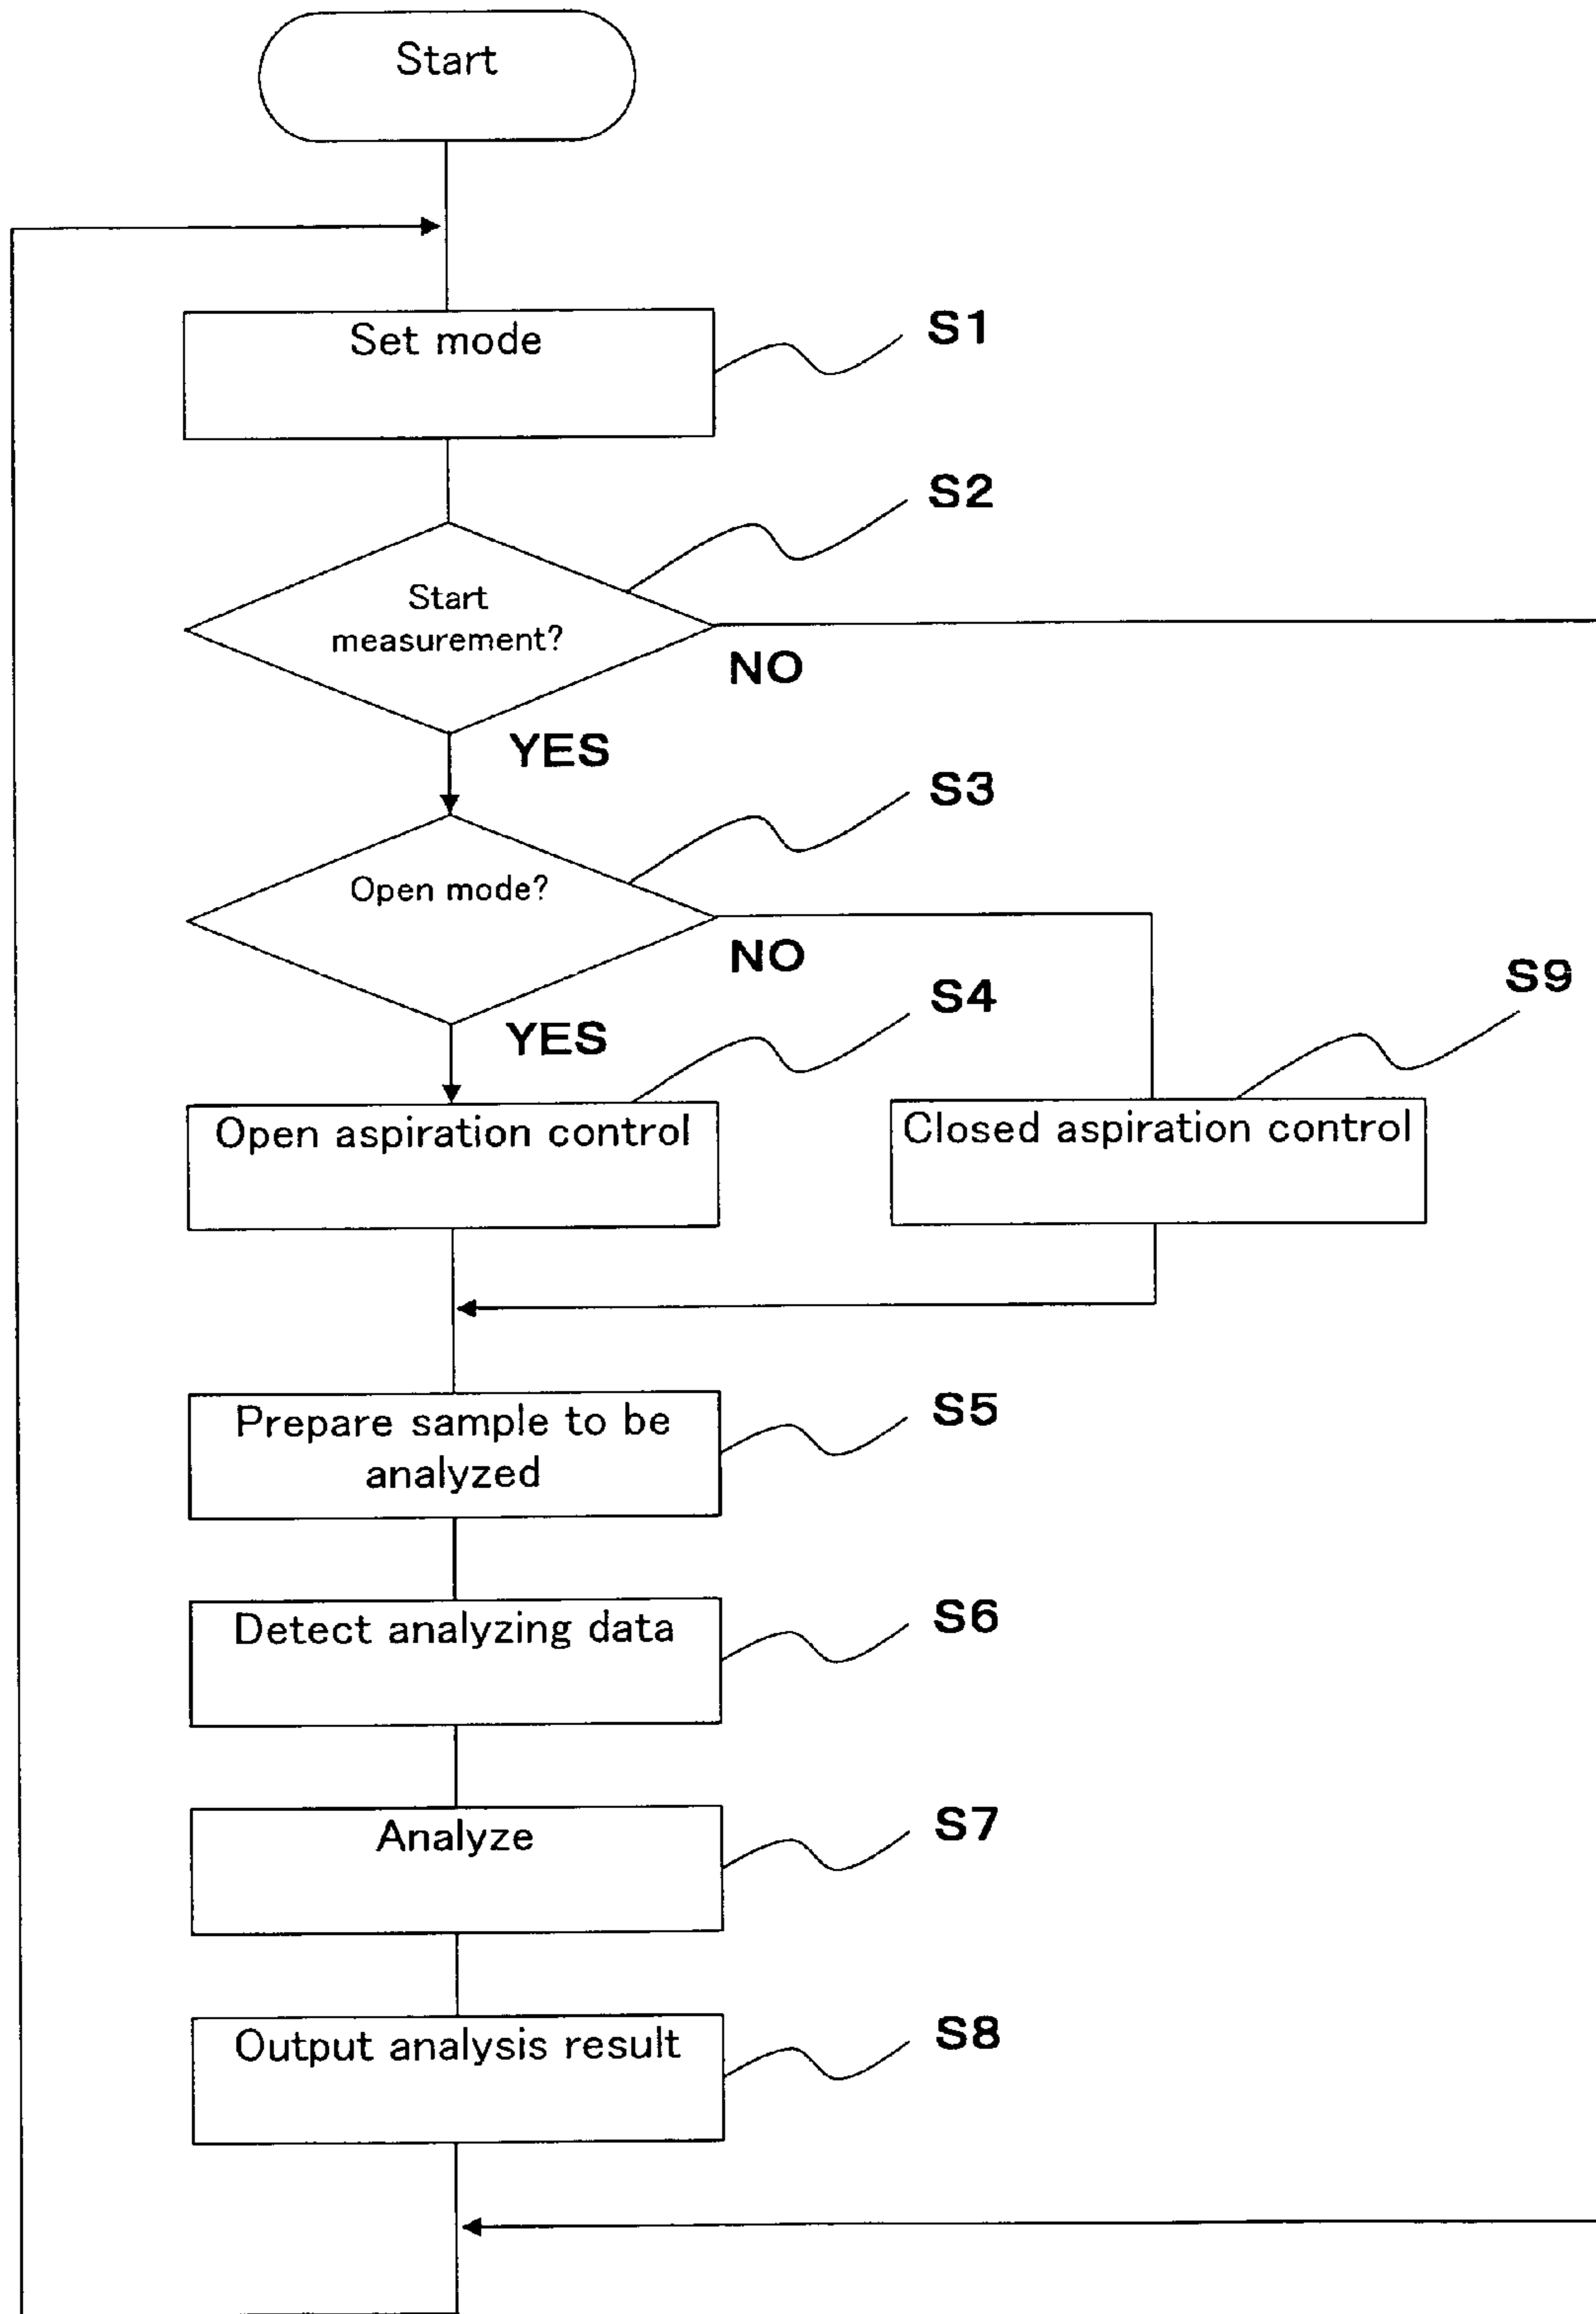 Start
Set mode
S1
S2
Start
measurement?
NO
YES
S3
Open mode?
NO
YES
S4
S9
Open aspiration control
Closed aspiration control
Prepare sample to be
analyzed
S5
Detect analyzing data
S6
Analyze
S7
Output analysis result
S8